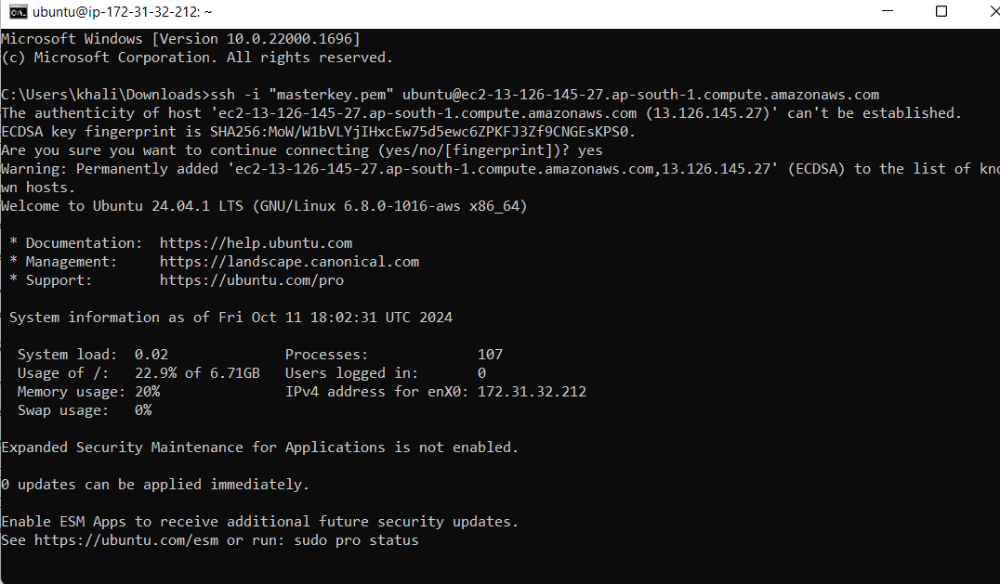 ubuntu@ip-172-31-32-212: ~
Microsoft Windows [Version 10.0.22000.1696]
(c) Microsoft Corporation. All rights reserved.
C:\Users\khali\Downloads>ssh -i "masterkey.pem" ubuntu@ec2-13-126-145-27.ap-south-1.compute.amazonaws.com
The authenticity of host 'ec2-13-126-145-27.ap-south-1.compute.amazonaws.com (13.126.145.27)' can't be established.
ECDSA key fingerprint is SHA256:MoW/W1bVLYjIHxcEw75d5ewc6ZPKFJ3Zf9CNGEsKPS0.
Are you sure you want to continue connecting (yes/no/[fingerprint])? yes
Warning: Permanently added 'ec2-13-126-145-27.ap-south-1.compute.amazonaws.com,13.126.145.27' (ECDSA) to the list of kno
wn hosts.
Welcome to Ubuntu 24.04.1 LTS (GNU/Linux 6.8.0-1016-aws x86_64)
* Documentation:  https://help.ubuntu.com
* Management:     https://landscape.canonical.com
* Support:        https://ubuntu.com/pro
System information as of Fri Oct 11 18:02:31 UTC 2024
System load:  0.02              Processes:             107
Usage of /:   22.9% of 6.71GB   Users logged in:       0
Memory usage: 20%               IPv4 address for enX0: 172.31.32.212
Swap usage:   0%
Expanded Security Maintenance for Applications is not enabled.
0 updates can be applied immediately.
Enable ESM Apps to receive additional future security updates.
See https://ubuntu.com/esm or run: sudo pro status